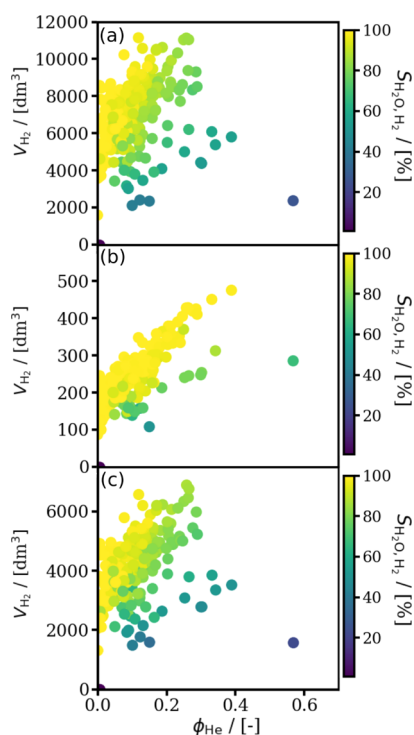 (a)
12000
10000
8000
6000
4000
2000
0
V_H₂ / [dm³]
100
80
60
40
20
S_H₂O,H₂ / [%]
(b)
500
400
300
200
100
0
V_H₂ / [dm³]
100
80
60
40
20
S_H₂O,H₂ / [%]
(c)
6000
4000
2000
0
V_H₂ / [dm³]
100
80
60
40
20
S_H₂O,H₂ / [%]
0.0 0.2 0.4 0.6
ϕ_He / [-]